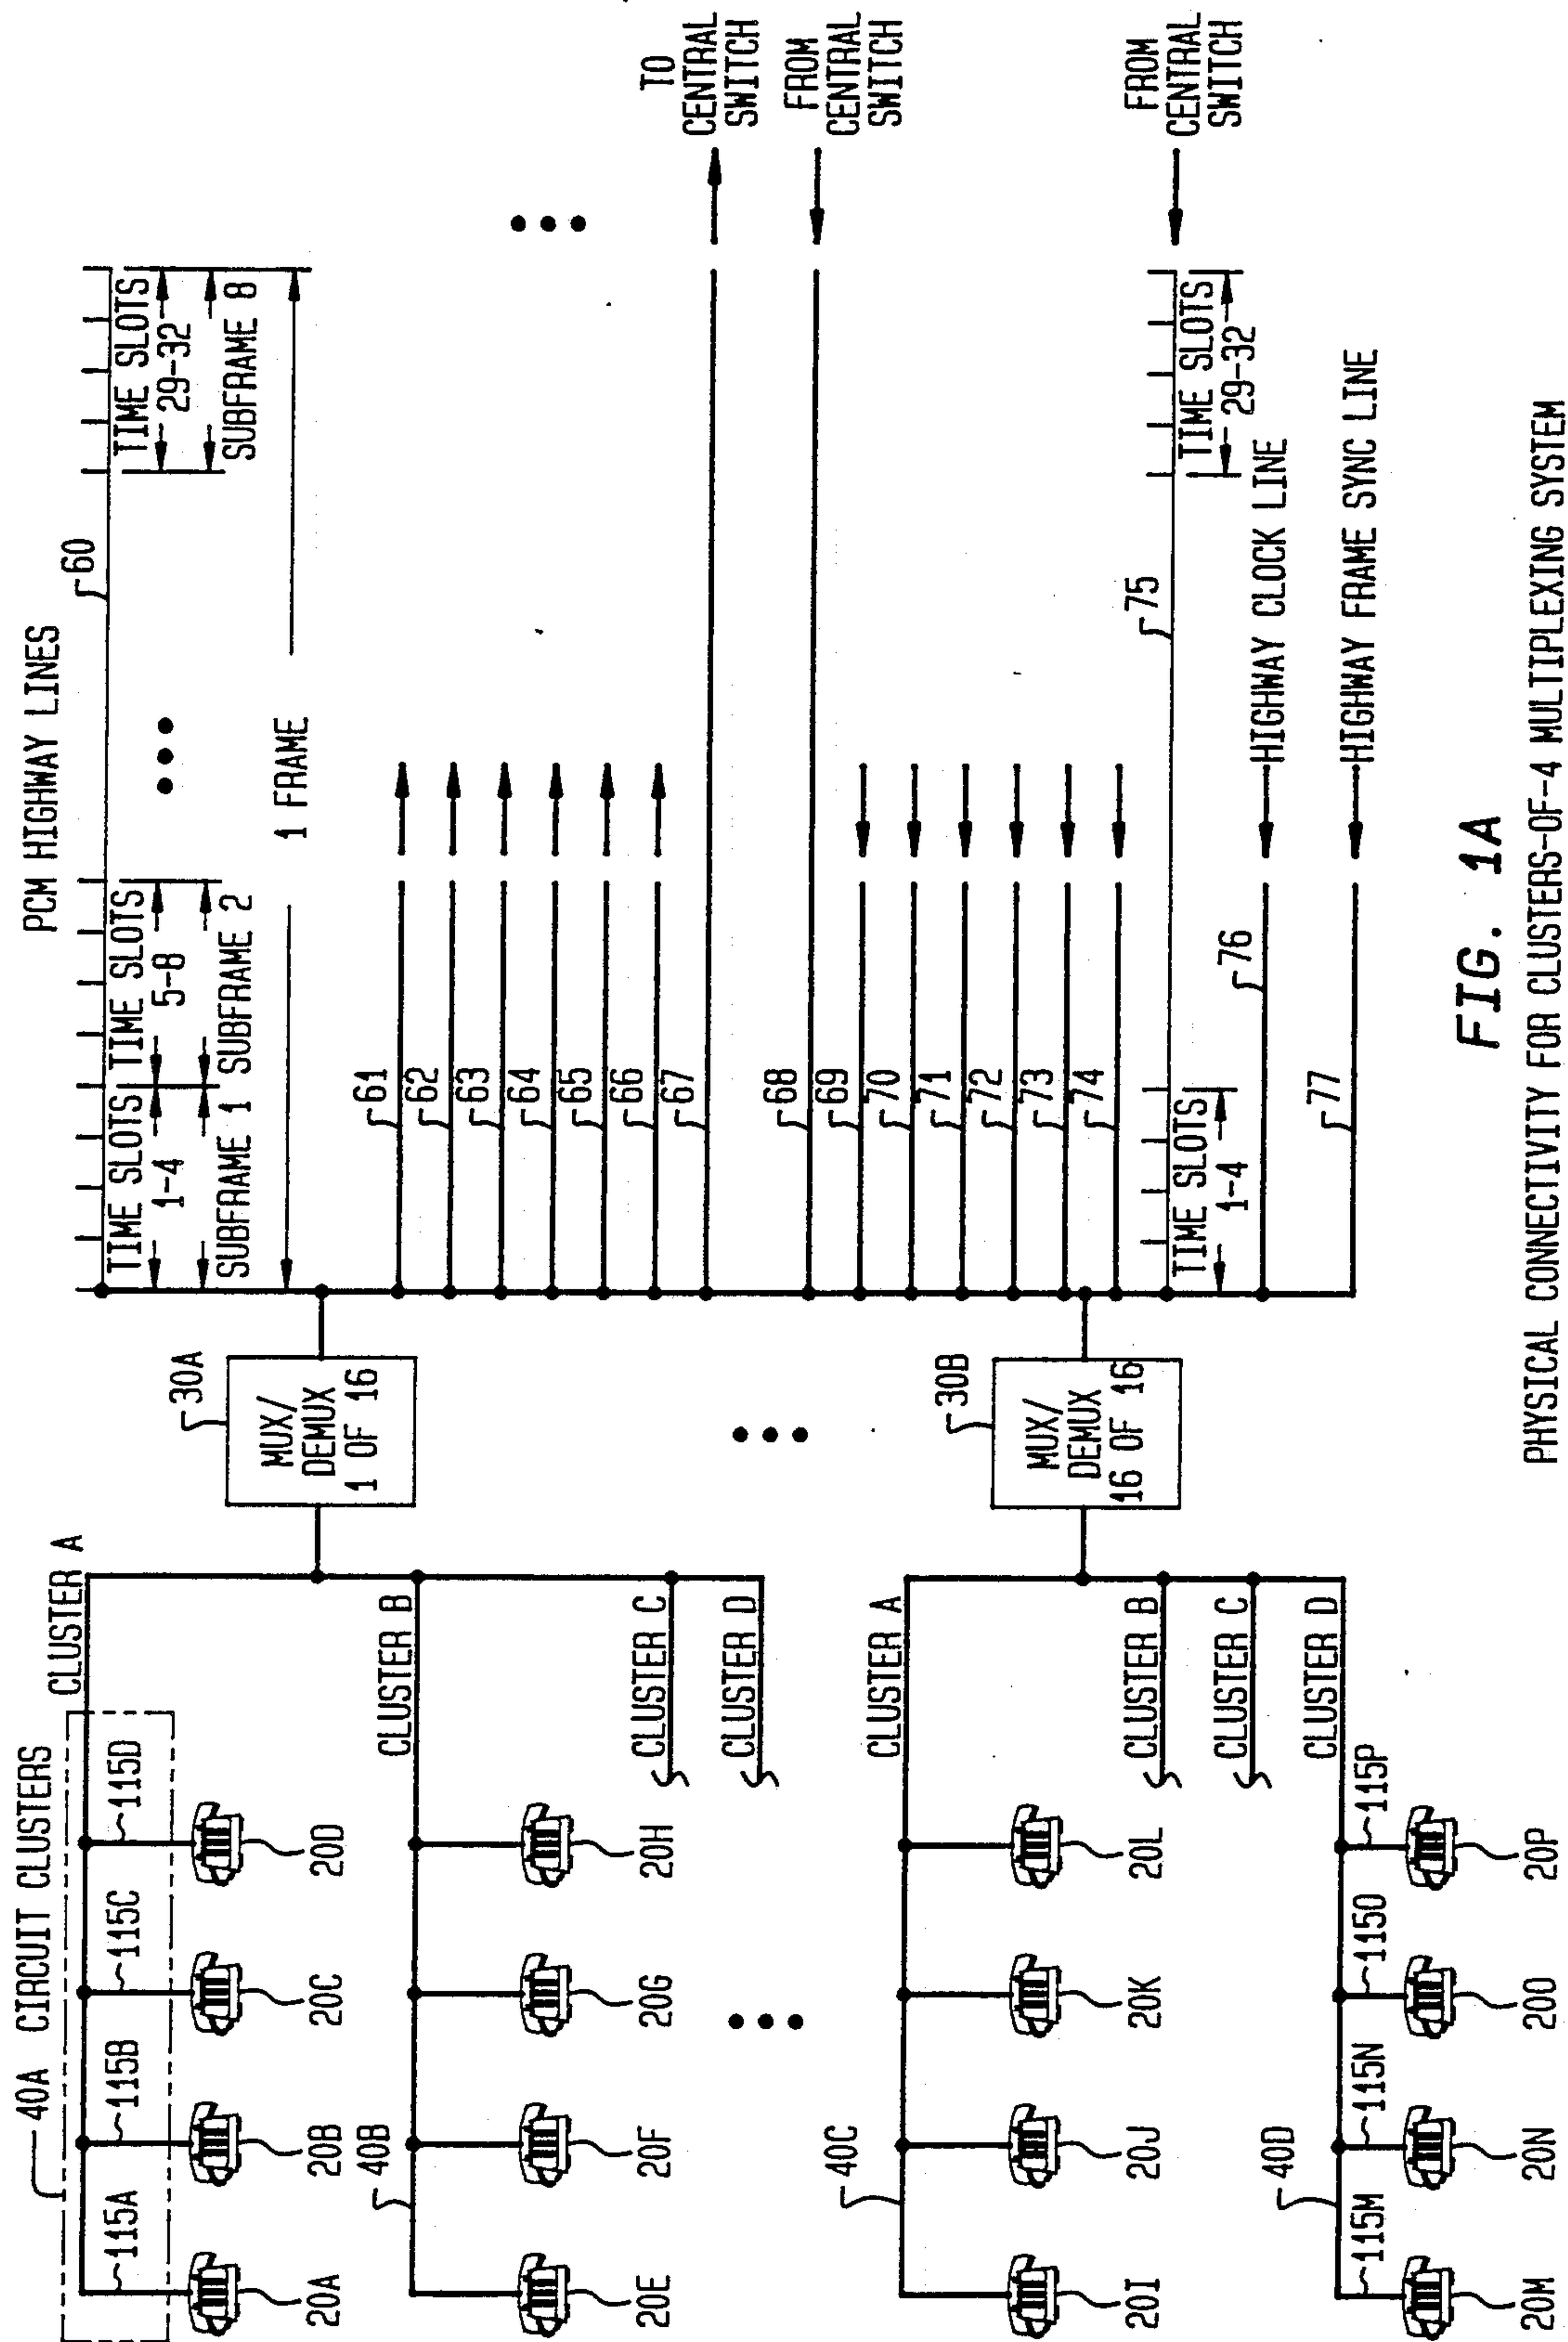 PCM HIGHWAY LINES
40A CIRCUIT CLUSTERS
CLUSTER A
115A
115B
115C
115D
20A
20B
20C
20D
40B
CLUSTER B
20E
20F
20G
20H
CLUSTER C
CLUSTER D
30A
MUX/
DEMUX
1 OF 16
60
TIME SLOTS
1-4
SUBFRAME 1
TIME SLOTS
5-8
SUBFRAME 2
TIME SLOTS
29-32
SUBFRAME 8
1 FRAME
61
62
63
64
65
66
67
TO
CENTRAL
SWITCH
68
FROM
CENTRAL
SWITCH
69
70
71
72
73
74
40C
CLUSTER A
20I
20J
20K
20L
CLUSTER B
CLUSTER C
CLUSTER D
40D
115M
115N
115O
115P
20M
20N
20O
20P
30B
MUX/
DEMUX
16 OF 16
75
TIME SLOTS
1-4
TIME SLOTS
29-32
FROM
CENTRAL
SWITCH
76
HIGHWAY CLOCK LINE
77
HIGHWAY FRAME SYNC LINE
FIG. 1A
PHYSICAL CONNECTIVITY FOR CLUSTERS-OF-4 MULTIPLEXING SYSTEM